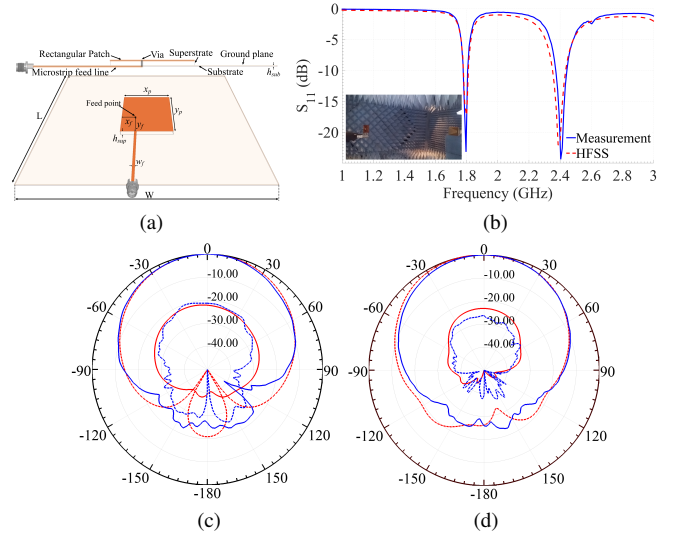 Rectangular Patch Via Superstrate Ground plane
Microstrip feed line Substrate h_sub
L x_p
Feed point y_p
x_f y_f
h_sup
w_f
W
(a)
0
-5
-10
-15
-20
S_11 (dB)
Measurement
HFSS
1 1.2 1.4 1.6 1.8 2 2.2 2.4 2.6 2.8 3
Frequency (GHz)
(b)
0
-30 30
-10.00
-60 -20.00 60
-30.00
-40.00
-90 90
-120 120
-150 150
-180
(c)
0
-30 30
-10.00
-60 -20.00 60
-30.00
-40.00
-90 90
-120 120
-150 150
-180
(d)